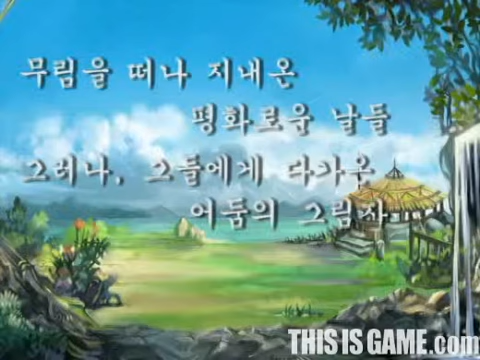 무림을 떠나 지내온
평화로운 날들
그러나, 그들에게 다가온
어둠의 그림자
THIS IS GAME.com